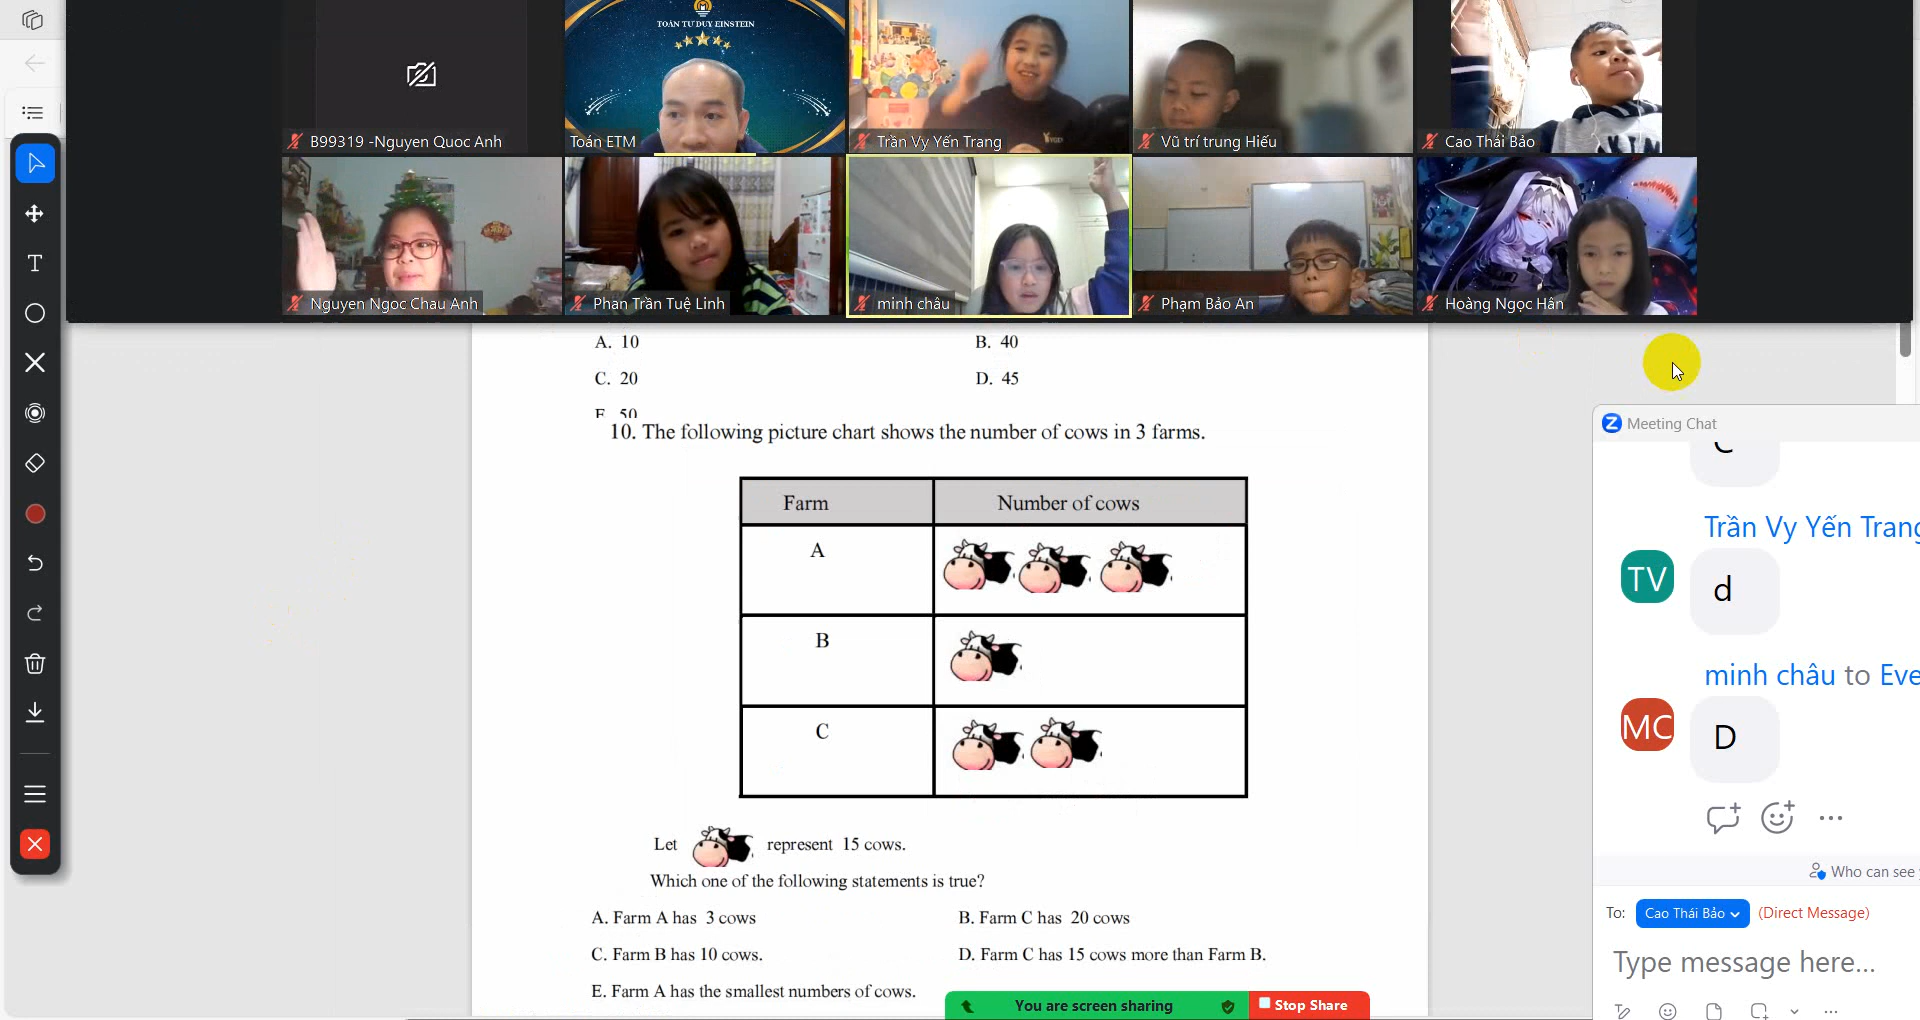 TOÁN TƯ DUY EINSTEIN
B99319 -Nguyen Quoc Anh
Toán ETM
Trần Vy Yến Trang
Vũ trí trung Hiếu
Cao Thái Bảo
Nguyen Ngoc Chau Anh
Phan Trần Tuệ Linh
minh châu
Phạm Bảo An
Hoàng Ngọc Hân
A. 10
B. 40
C. 20
D. 45
E 50
10. The following picture chart shows the number of cows in 3 farms.
Farm
Number of cows
A
B
C
Let represent 15 cows.
Which one of the following statements is true?
A. Farm A has 3 cows
B. Farm C has 20 cows
C. Farm B has 10 cows.
D. Farm C has 15 cows more than Farm B.
E. Farm A has the smallest numbers of cows.
You are screen sharing
Stop Share
Meeting Chat
Trần Vy Yến Trang
TV
d
minh châu to Eve
MC
D
Who can see
To: Cao Thái Bảo (Direct Message)
Type message here...